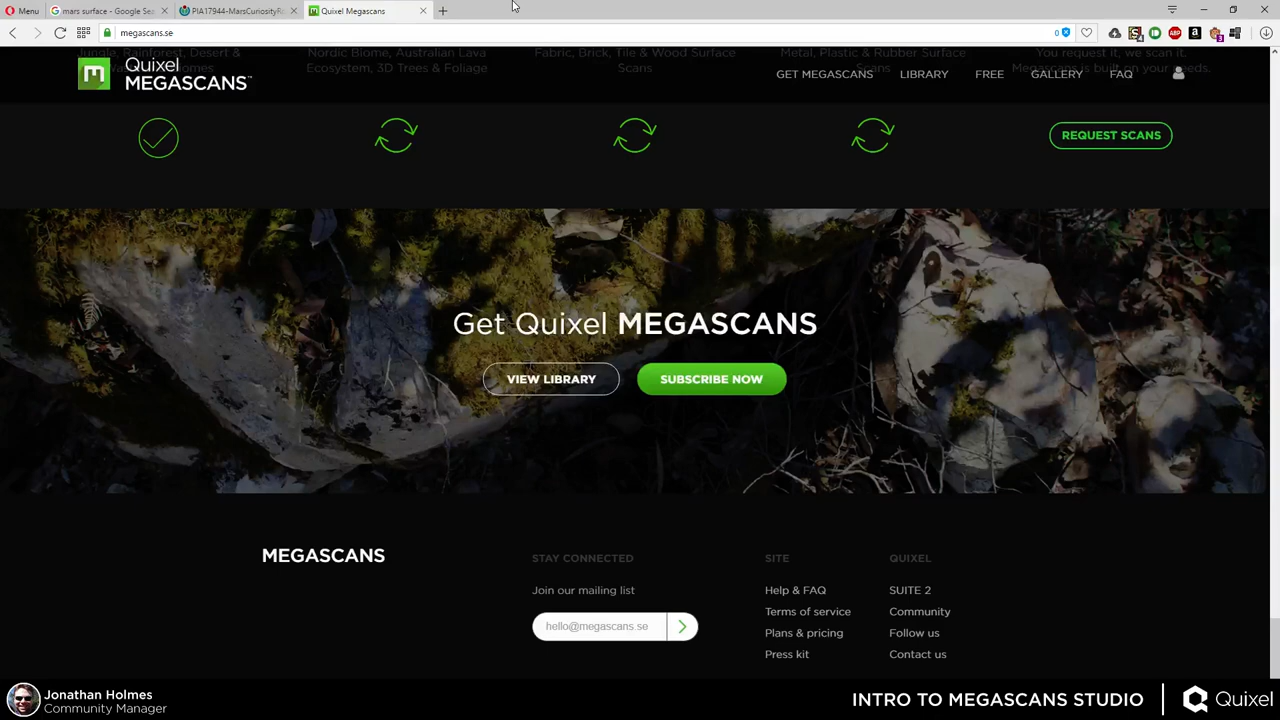 Menu
mars surface - Google Sea
PIA17944-MarsCuriosityRo
Quixel Megascans
megascans.se
0
3
Jungle, Rainforest, Desert &
Nordic Biome, Australian Lava
Fabric, Brick, Tile & Wood Surface
Metal, Plastic & Rubber Surface
You request it, we scan it.
Ecosystem, 3D Trees & Foliage
Scans
Scans
Megascans is built on your needs.
Quixel
MEGASCANS™
GET MEGASCANS
LIBRARY
FREE
GALLERY
FAQ
REQUEST SCANS
Get Quixel MEGASCANS
VIEW LIBRARY
SUBSCRIBE NOW
MEGASCANS
STAY CONNECTED
SITE
QUIXEL
Join our mailing list
Help & FAQ
SUITE 2
Terms of service
Community
hello@megascans.se
Plans & pricing
Follow us
Press kit
Contact us
Jonathan Holmes
Community Manager
INTRO TO MEGASCANS STUDIO
Quixel